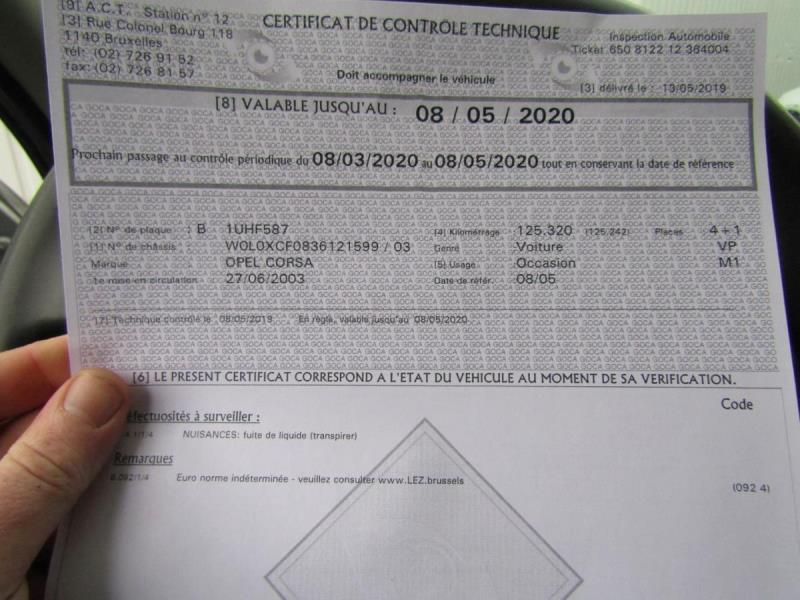 [9] A.C.T. Station n° 12
[3] Rue Colonel Bourg 118
1140 Bruxelles
tél: (02) 726 91 52
fax: (02) 726 81 57
CERTIFICAT DE CONTRÔLE TECHNIQUE
Doit accompagner le véhicule
Inspection Automobile
Ticket 650 8122 12 364004
[3] délivré le : 13/05/2019
[8] VALABLE JUSQU'AU : 08 / 05 / 2020
Prochain passage au contrôle périodique du 08/03/2020 au 08/05/2020 tout en conservant la date de référence
[2] N° de plaque : B 1UHF587 [4] Kilométrage : 125.320 (125.242) Places 4+1
[1] N° de châssis : W0L0XCF0836121599 / 03 Genre Voiture VP
Marque OPEL CORSA [5] Usage Occasion M1
1e mise en circulation : 27/06/2003 Date de référ. 08/05
[7] Technique contrôlé le 08/05/2019 En règle, valable jusqu'au 08/05/2020
[6] LE PRESENT CERTIFICAT CORRESPOND A L'ETAT DU VEHICULE AU MOMENT DE SA VERIFICATION.
Code
éfectuosités à surveiller :
NUISANCES: fuite de liquide (transpirer)
Remarques
6.092/1/4 Euro norme indéterminée - veuillez consulter www.LEZ.brussels (092 4)